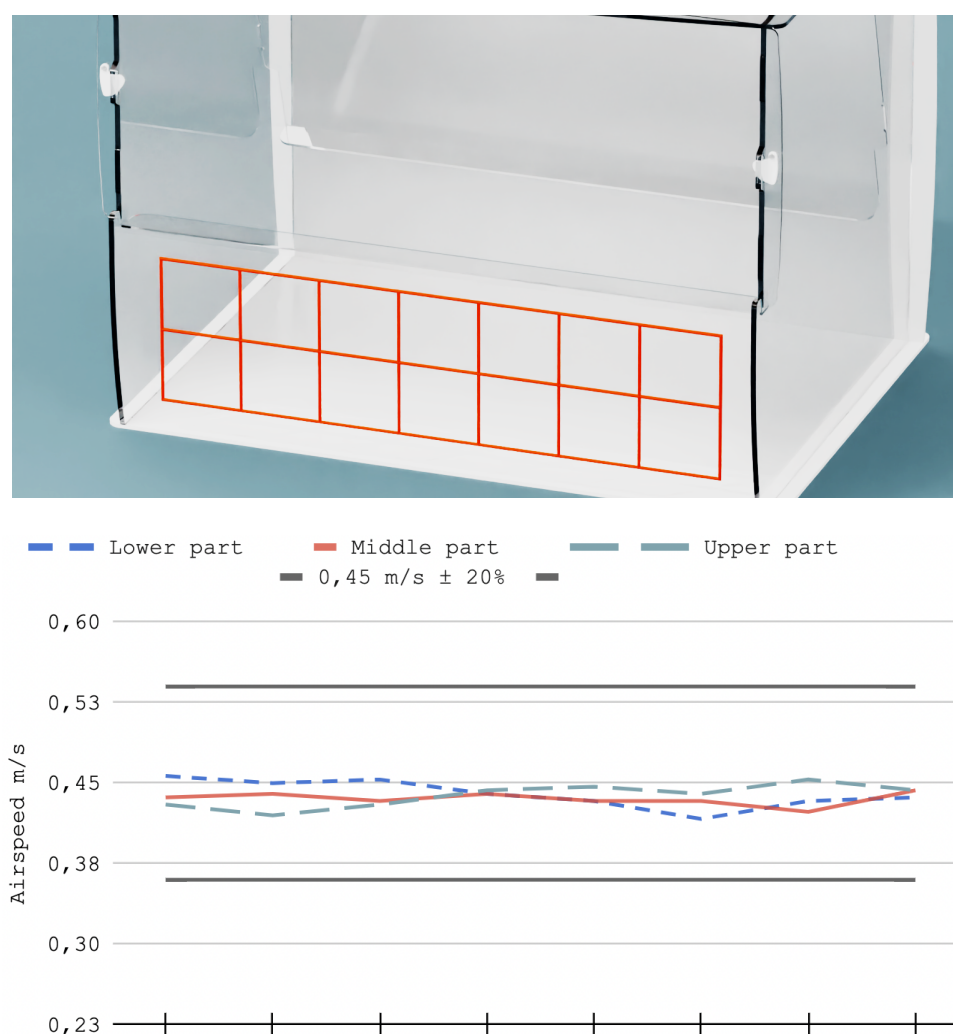 Lower part Middle part Upper part
0,45 m/s ± 20%
0,60
0,53
0,45
0,38
0,30
0,23
Airspeed m/s